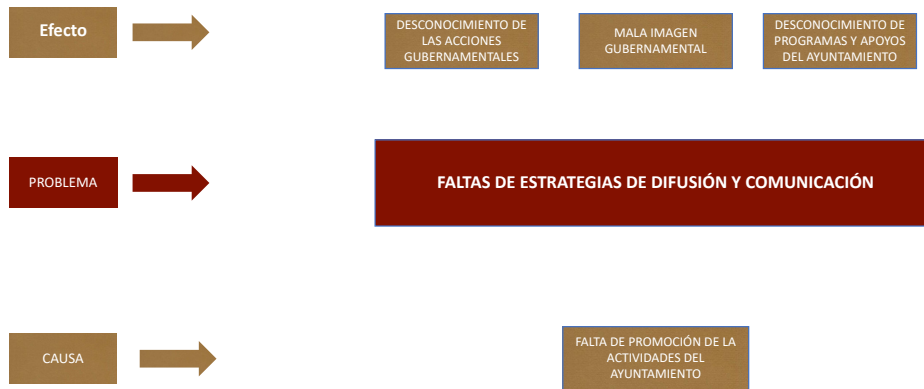 Efecto
DESCONOCIMIENTO DE
LAS ACCIONES
GUBERNAMENTALES
MALA IMAGEN
GUBERNAMENTAL
DESCONOCIMIENTO DE
PROGRAMAS Y APOYOS
DEL AYUNTAMIENTO
PROBLEMA
FALTAS DE ESTRATEGIAS DE DIFUSIÓN Y COMUNICACIÓN
CAUSA
FALTA DE PROMOCIÓN DE LA
ACTIVIDADES DEL
AYUNTAMIENTO